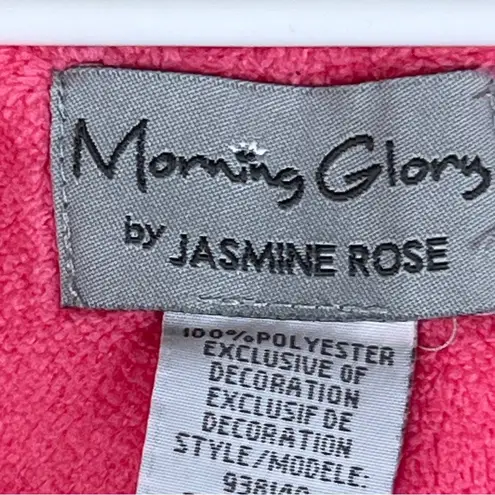 Morning Glory
by JASMINE ROSE
100% POLYESTER
EXCLUSIVE OF
DECORATION
EXCLUSIF DE
DECORATION
STYLE/MODELE: